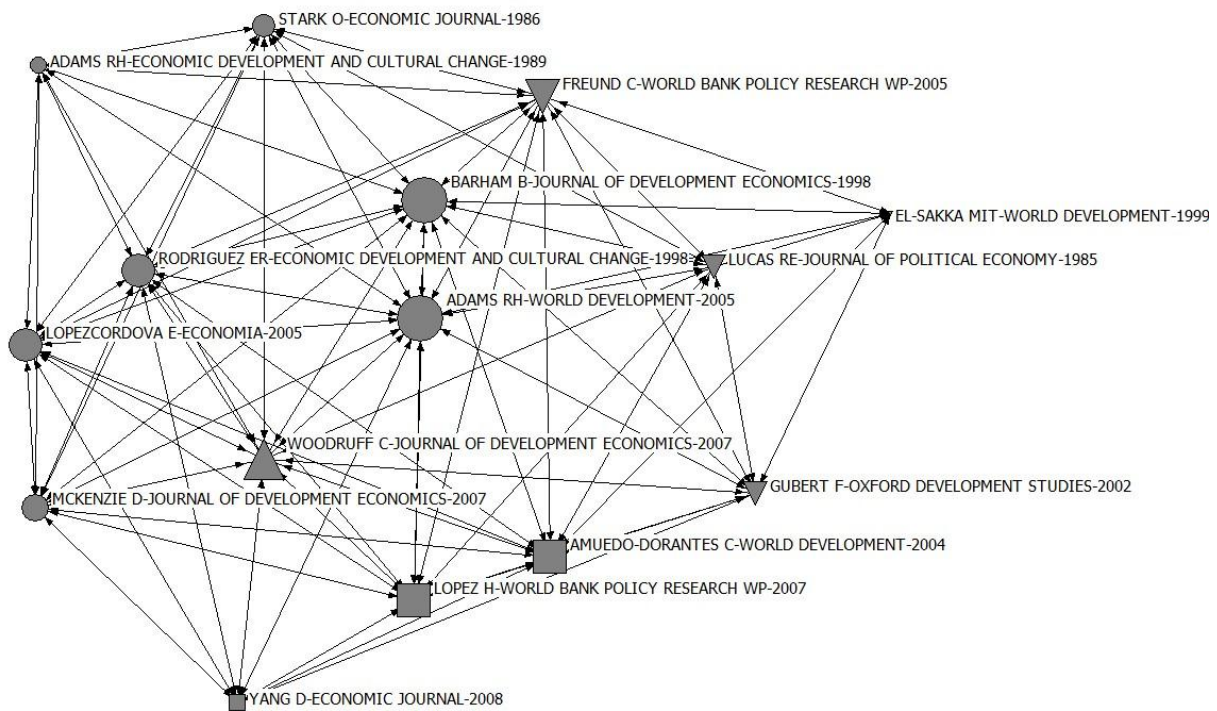 STARK O-ECONOMIC JOURNAL-1986
ADAMS RH-ECONOMIC DEVELOPMENT AND CULTURAL CHANGE-1989
FREUND C-WORLD BANK POLICY RESEARCH WP-2005
BARHAM B-JOURNAL OF DEVELOPMENT ECONOMICS-1998
EL-SAKKA MIT-WORLD DEVELOPMENT-1999
RODRIGUEZ ER-ECONOMIC DEVELOPMENT AND CULTURAL CHANGE-1998
LUCAS RE-JOURNAL OF POLITICAL ECONOMY-1985
ADAMS RH-WORLD DEVELOPMENT-2005
LOPEZCORDOVA E-ECONOMIA-2005
WOODRUFF C-JOURNAL OF DEVELOPMENT ECONOMICS-2007
GUBERT F-OXFORD DEVELOPMENT STUDIES-2002
MCKENZIE D-JOURNAL OF DEVELOPMENT ECONOMICS-2007
AMUEDO-DORANTES C-WORLD DEVELOPMENT-2004
LOPEZ H-WORLD BANK POLICY RESEARCH WP-2007
YANG D-ECONOMIC JOURNAL-2008